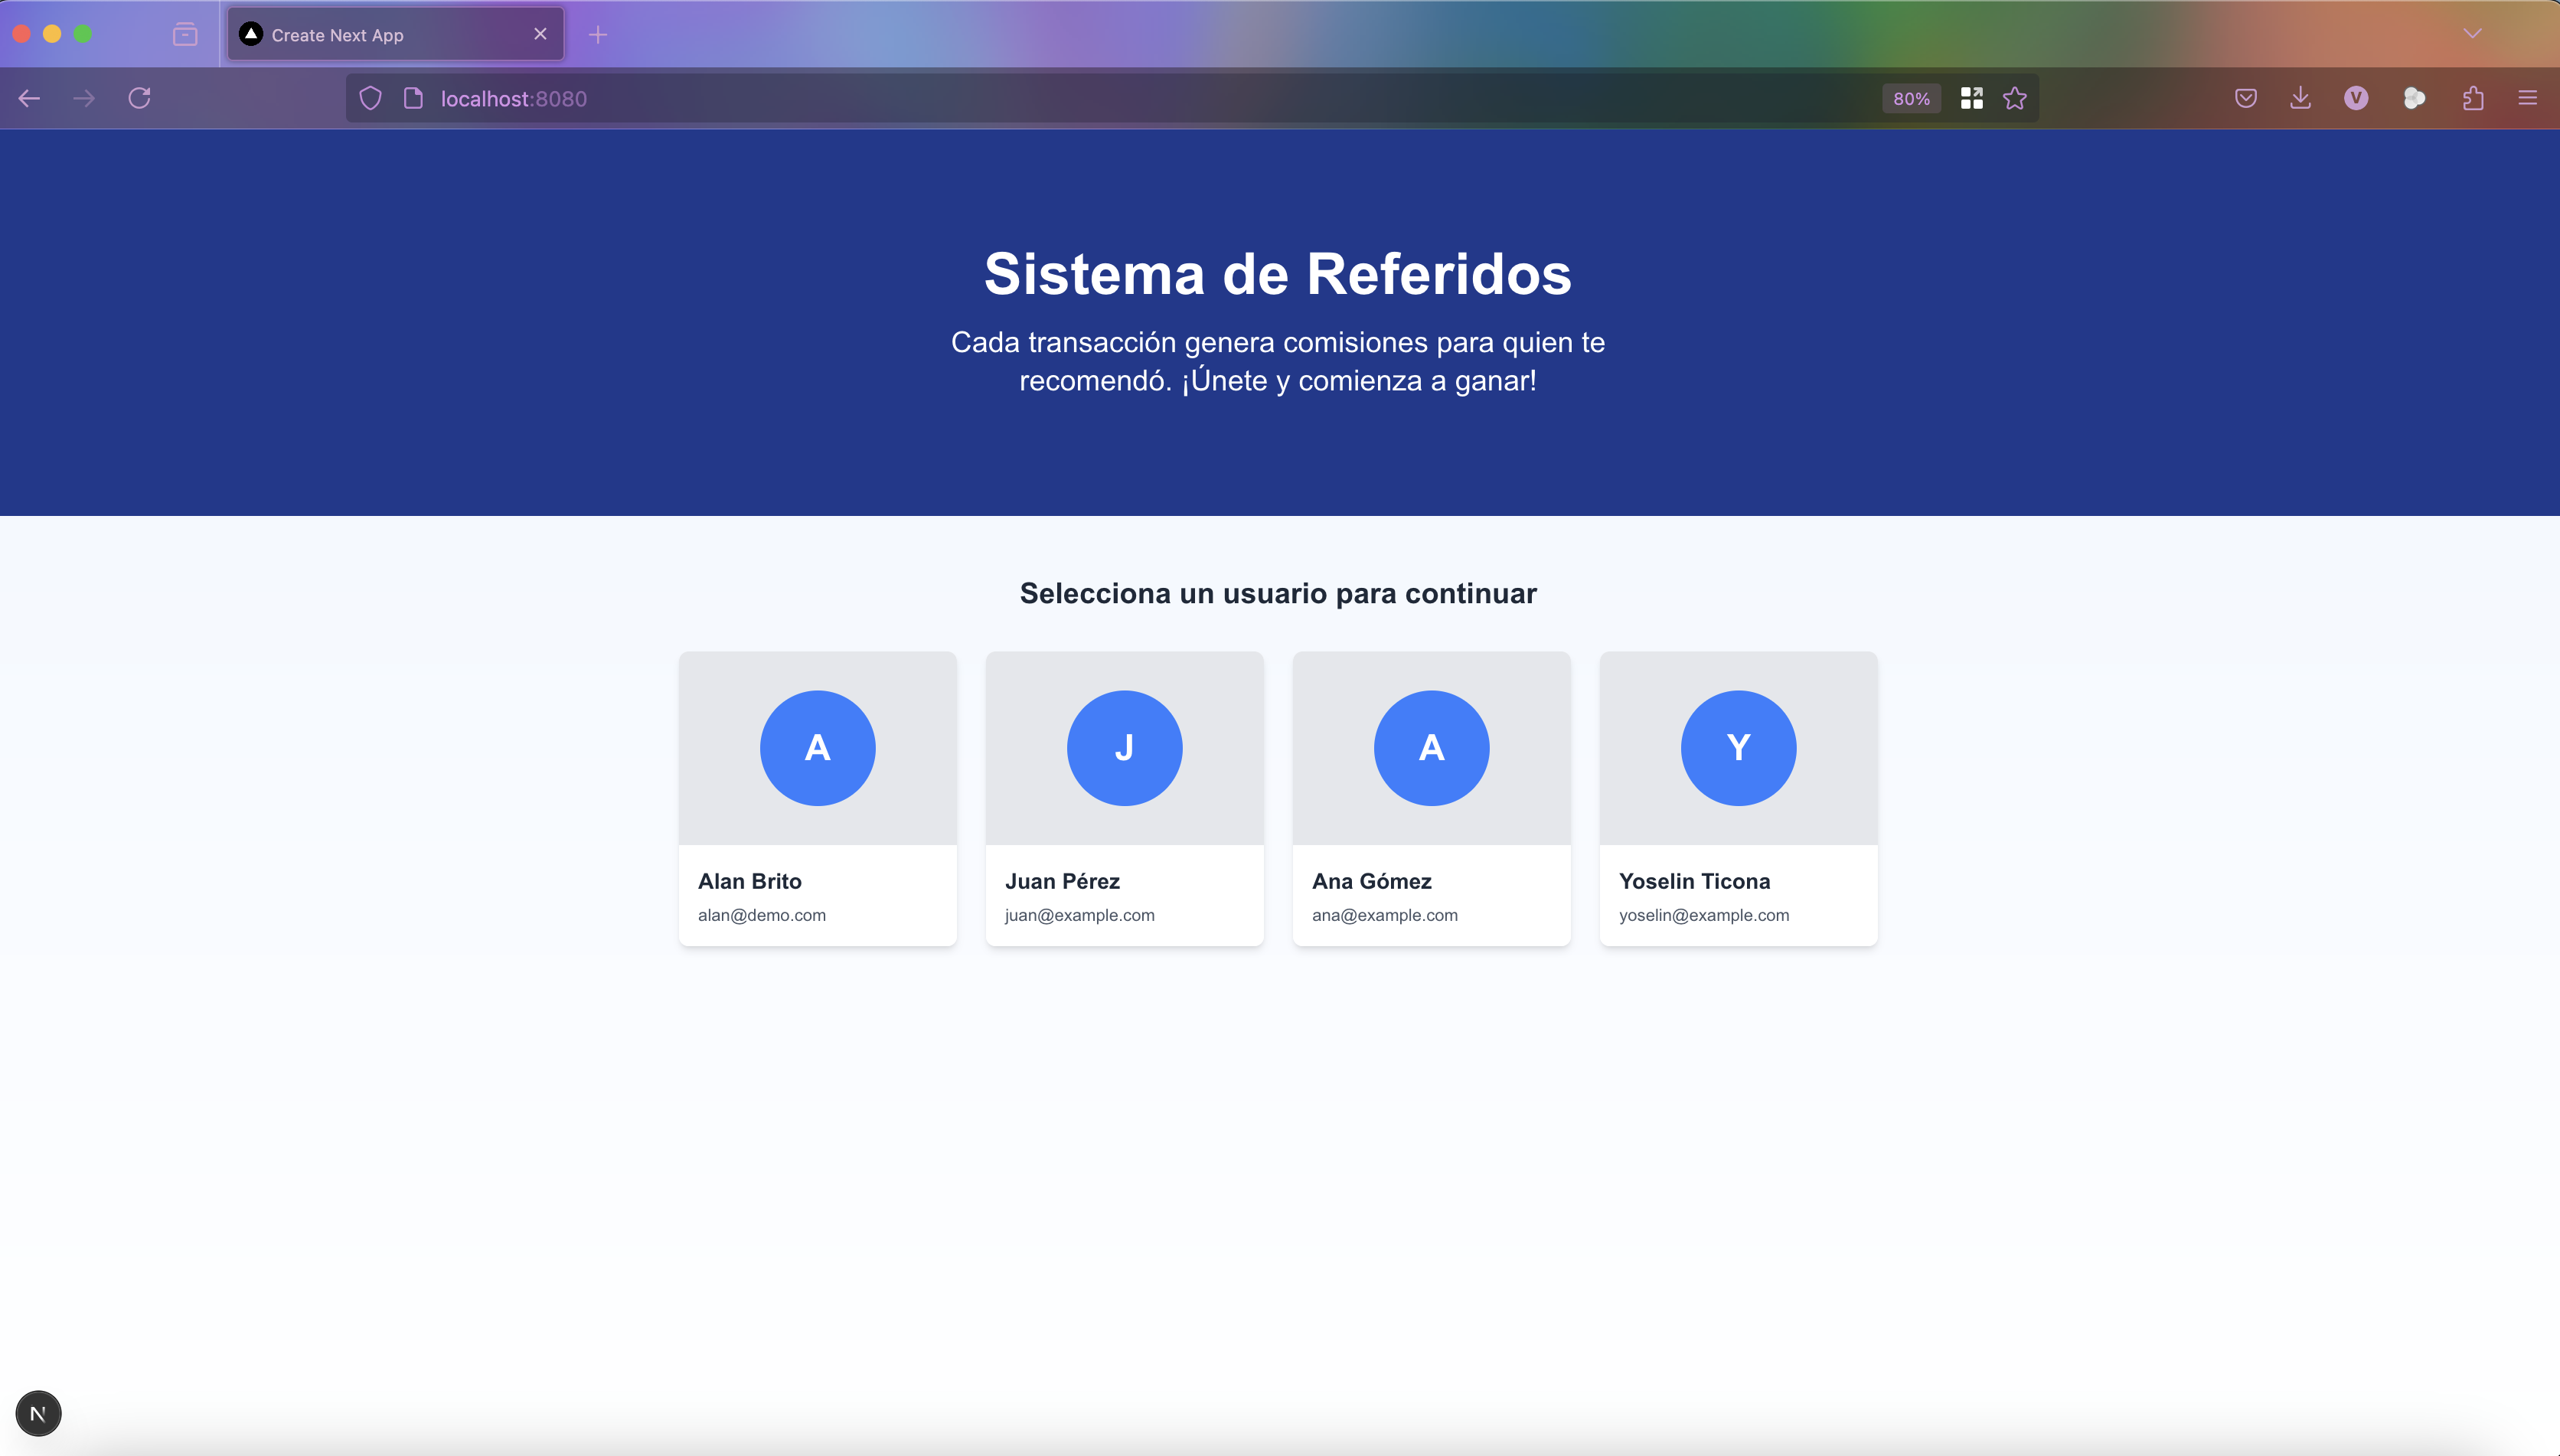 Create Next App
localhost:8080
80%
V
Sistema de Referidos
Cada transacción genera comisiones para quien te
recomendó. ¡Únete y comienza a ganar!
Selecciona un usuario para continuar
A
J
A
Y
Alan Brito
alan@demo.com
Juan Pérez
juan@example.com
Ana Gómez
ana@example.com
Yoselin Ticona
yoselin@example.com
N